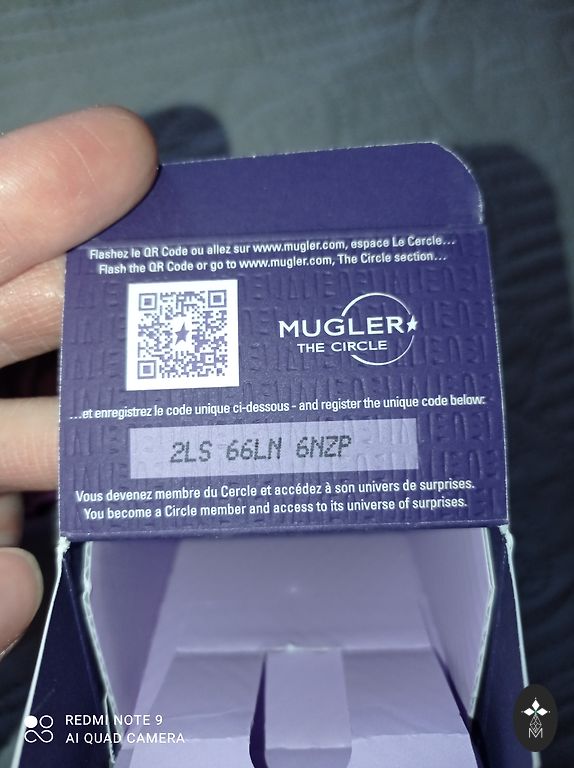 Flashez le QR Code ou allez sur www.mugler.com, espace Le Cercle...
Flash the QR Code or go to www.mugler.com, The Circle section...
MUGLER
THE CIRCLE
...et enregistrez le code unique ci-dessous - and register the unique code below:
2LS 66LN 6NZP
Vous devenez membre du Cercle et accédez à son univers de surprises.
You become a Circle member and access to its universe of surprises.
REDMI NOTE 9
AI QUAD CAMERA
M